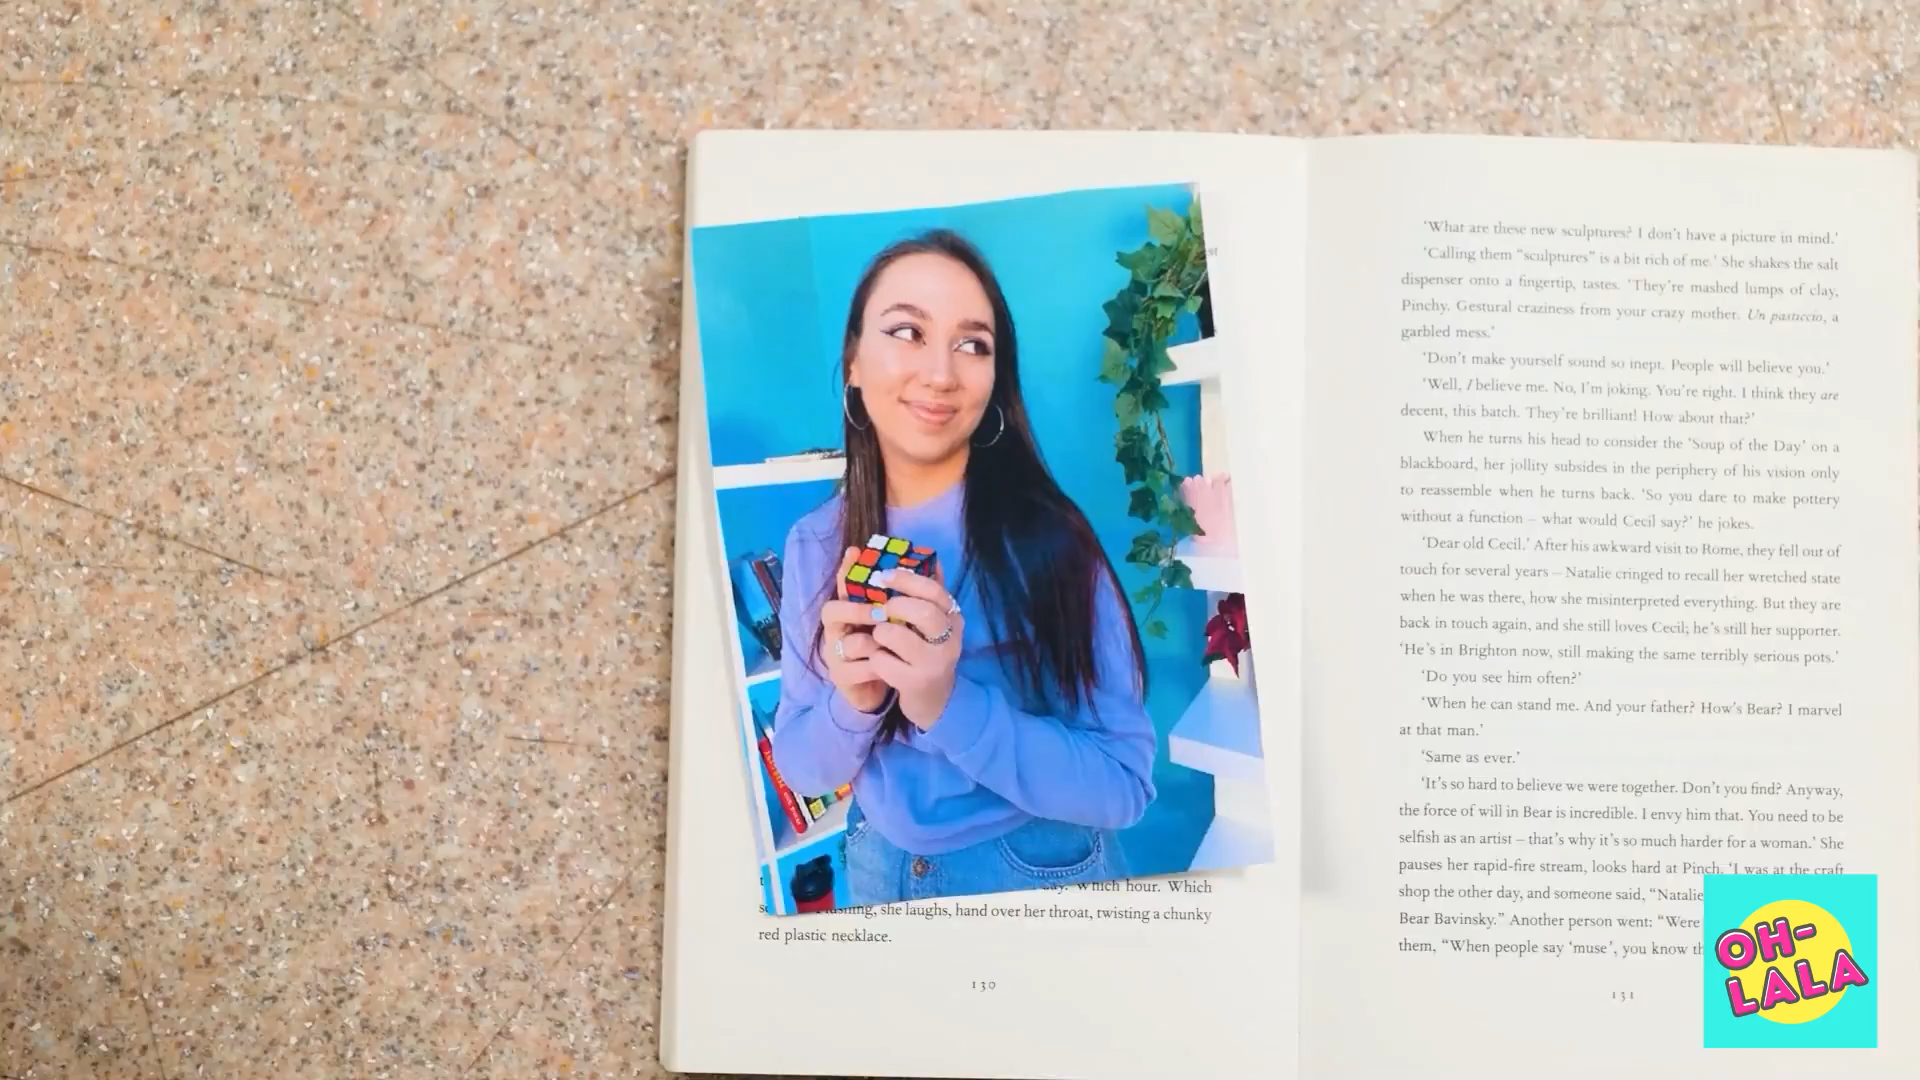 st
day. Which hour. Which
she laughs, hand over her throat, twisting a chunky
red plastic necklace.
130
‘What are these new sculptures? I don’t have a picture in mind.’
‘Calling them “sculptures” is a bit rich of me.’ She shakes the salt
dispenser onto a fingertip, tastes. ‘They’re mashed lumps of clay,
Pinchy. Gestural craziness from your crazy mother. Un pasticcio, a
garbled mess.’
‘Don’t make yourself sound so inept. People will believe you.’
‘Well, I believe me. No, I’m joking. You’re right. I think they are
decent, this batch. They’re brilliant! How about that?’
When he turns his head to consider the ‘Soup of the Day’ on a
blackboard, her jollity subsides in the periphery of his vision only
to reassemble when he turns back. ‘So you dare to make pottery
without a function – what would Cecil say?’ he jokes.
‘Dear old Cecil.’ After his awkward visit to Rome, they fell out of
touch for several years – Natalie cringed to recall her wretched state
when he was there, how she misinterpreted everything. But they are
back in touch again, and she still loves Cecil; he’s still her supporter.
‘He’s in Brighton now, still making the same terribly serious pots.’
‘Do you see him often?’
‘When he can stand me. And your father? How’s Bear? I marvel
at that man.’
‘Same as ever.’
‘It’s so hard to believe we were together. Don’t you find? Anyway,
the force of will in Bear is incredible. I envy him that. You need to be
selfish as an artist – that’s why it’s so much harder for a woman.’ She
pauses her rapid-fire stream, looks hard at Pinch. ‘I was at the craft
shop the other day, and someone said, “Natalie
Bear Bavinsky.” Another person went: “Were
them, “When people say ‘muse’, you know th
131
OH-
LALA